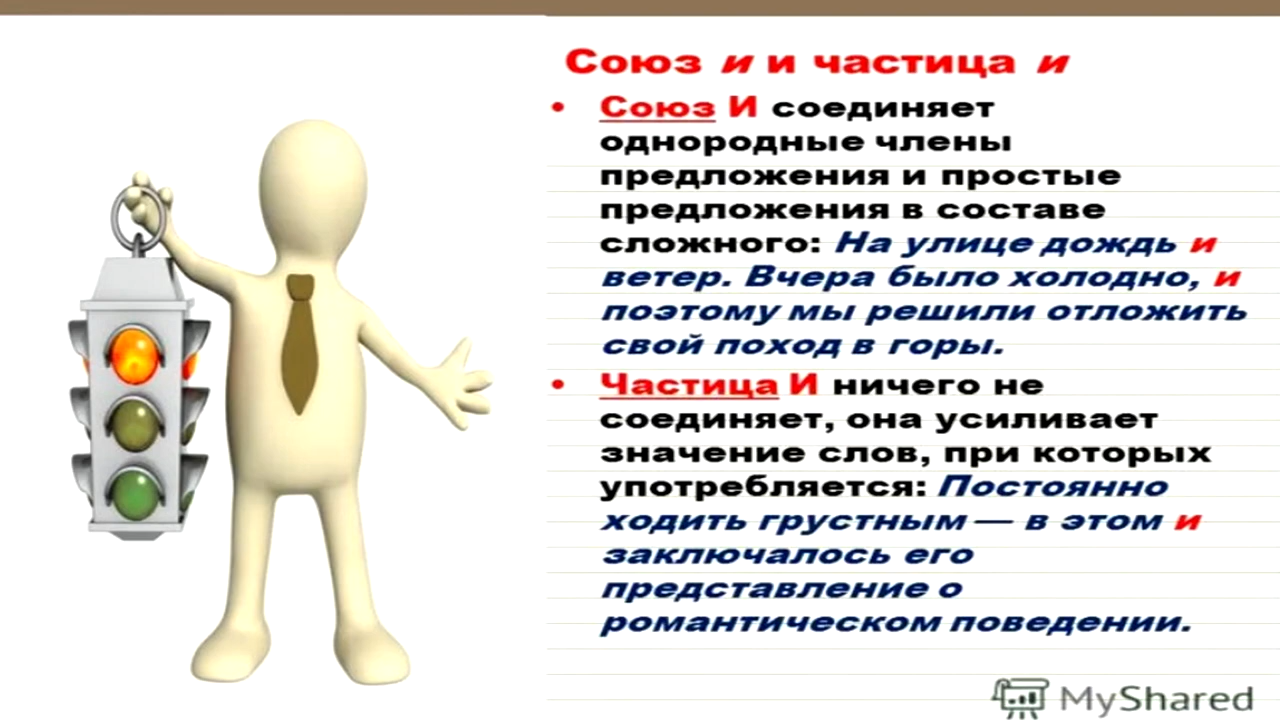 Союз и и частица и
• Союз И соединяет
однородные члены
предложения и простые
предложения в составе
сложного: На улице дождь и
ветер. Вчера было холодно, и
поэтому мы решили отложить
свой поход в горы.
• Частица И ничего не
соединяет, она усиливает
значение слов, при которых
употребляется: Постоянно
ходить грустным — в этом и
заключалось его
представление о
романтическом поведении.
MyShared